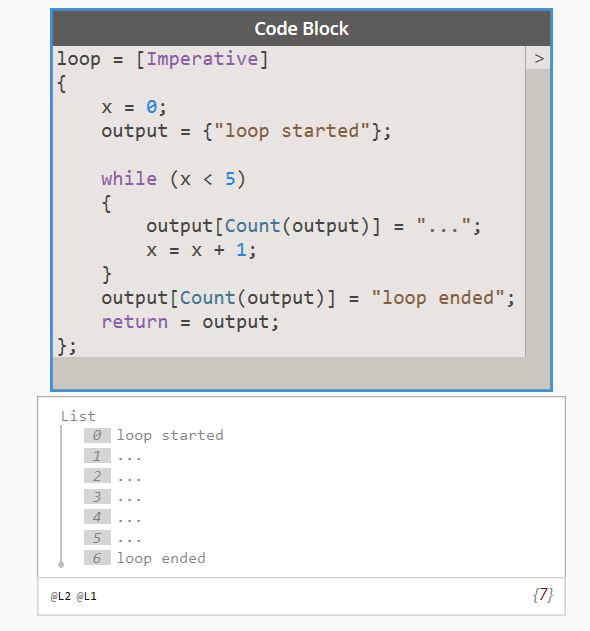 Code Block
loop = [Imperative]
>
{
x = 0;
output = {"loop started"};
while (x < 5)
{
output[Count(output)] = "...";
x = x + 1;
}
output[Count(output)] = "loop ended";
return = output;
};
List
0 loop started
1 ...
2 ...
3 ...
4 ...
5 ...
6 loop ended
@L2 @L1
{7}